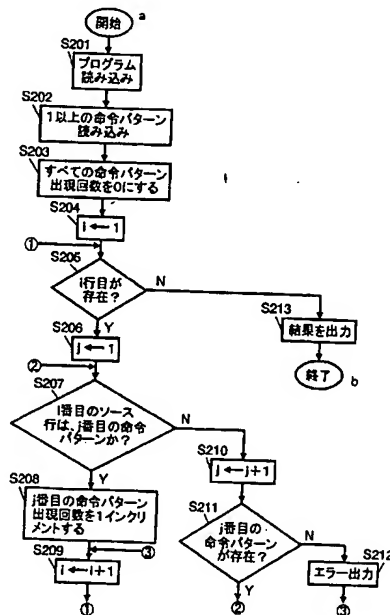 開始
a
S201
プログラム
読み込み
S202
1以上の命令パターン
読み込み
S203
すべての命令パターン
出現回数を0にする
S204
i ← 1
①
S205
i行目が
存在?
N
Y
S213
結果を出力
終了
b
S206
j ← 1
②
S207
i番目のソース
行は、j番目の命令
パターンか?
N
Y
S208
j番目の命令パターン
出現回数を1インクリ
メントする
③
S209
i ← i+1
①
S210
j ← j+1
S211
j番目の
命令パターン
が存在?
N
Y
②
S212
エラー出力
③